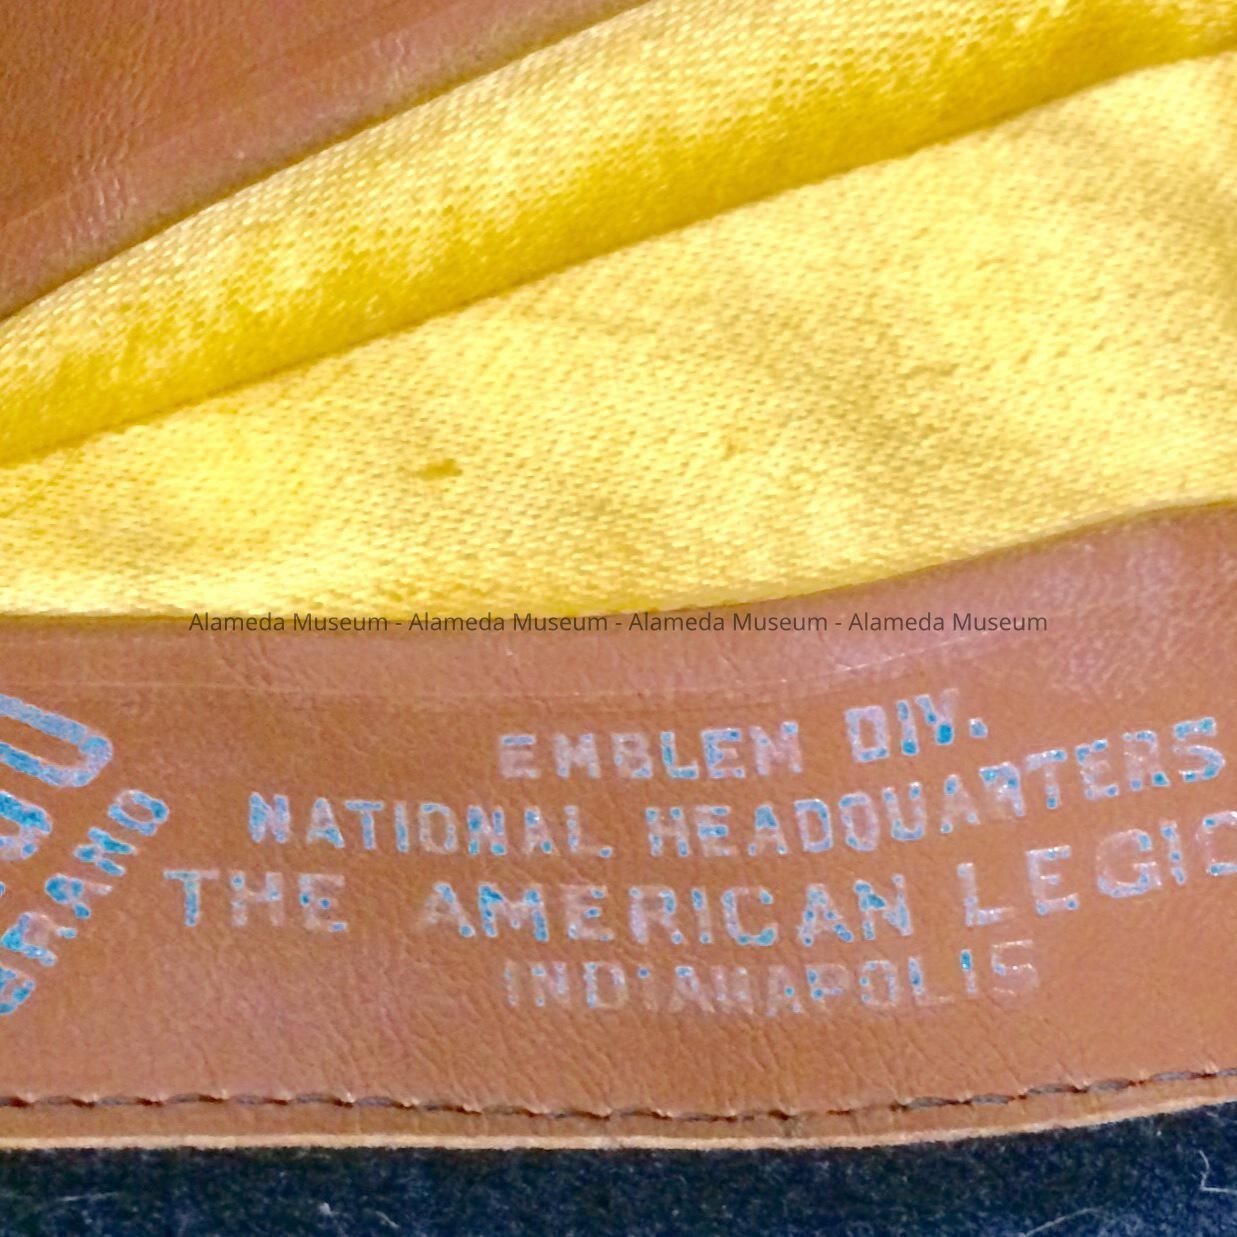 Alameda Museum - Alameda Museum - Alameda Museum - Alameda Museum
EMBLEM DIV.
NATIONAL HEADQUARTERS
THE AMERICAN LEGIO
INDIANAPOLIS